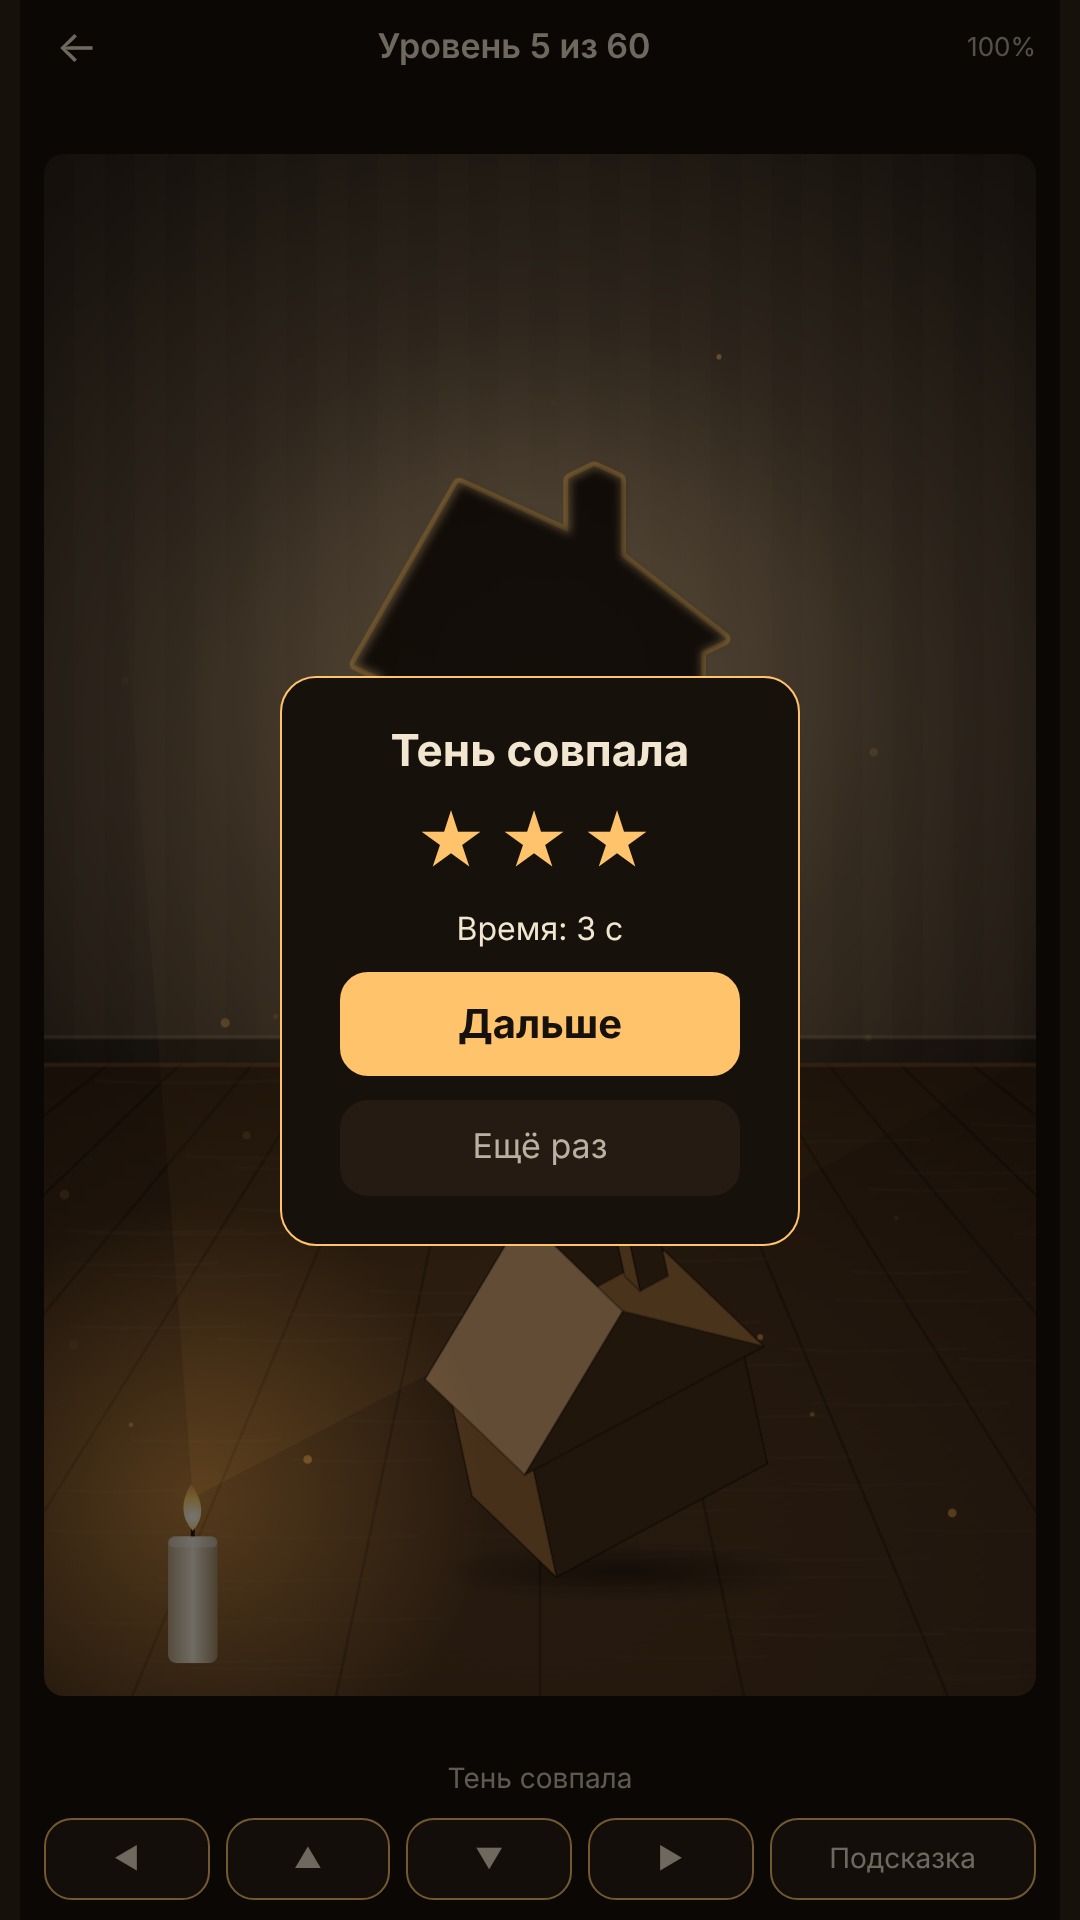 Уровень 5 из 60
100%
Тень совпала
Время: 3 с
Дальше
Ещё раз
Тень совпала
Подсказка